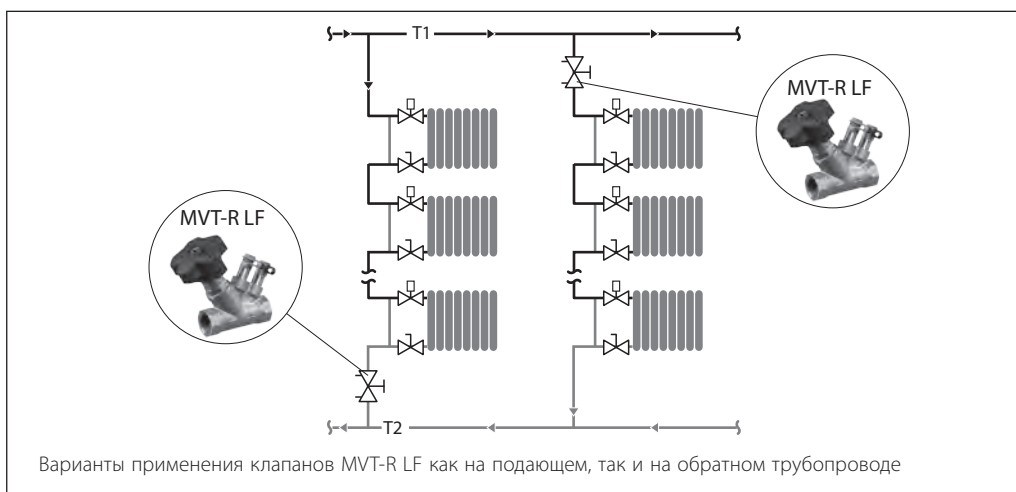 T1
MVT-R LF
MVT-R LF
T2
Варианты применения клапанов MVT-R LF как на подающем, так и на обратном трубопроводе